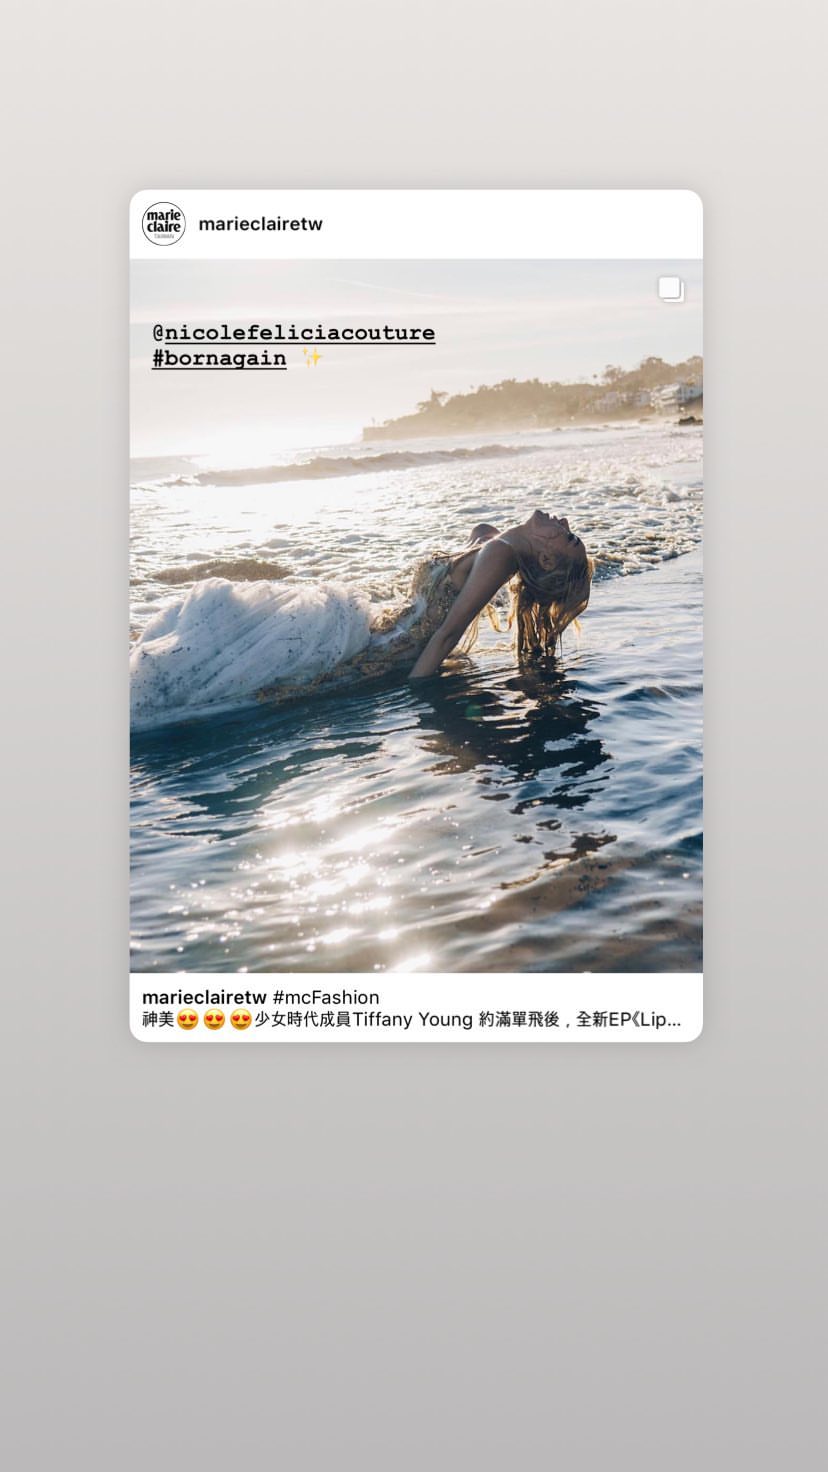 marie
claire
TAIWAN
marieclairetw
@nicolefeliciacouture
#bornagain ✨
marieclairetw #mcFashion
神美😍😍😍少女時代成員Tiffany Young 約滿單飛後，全新EP《Lip...